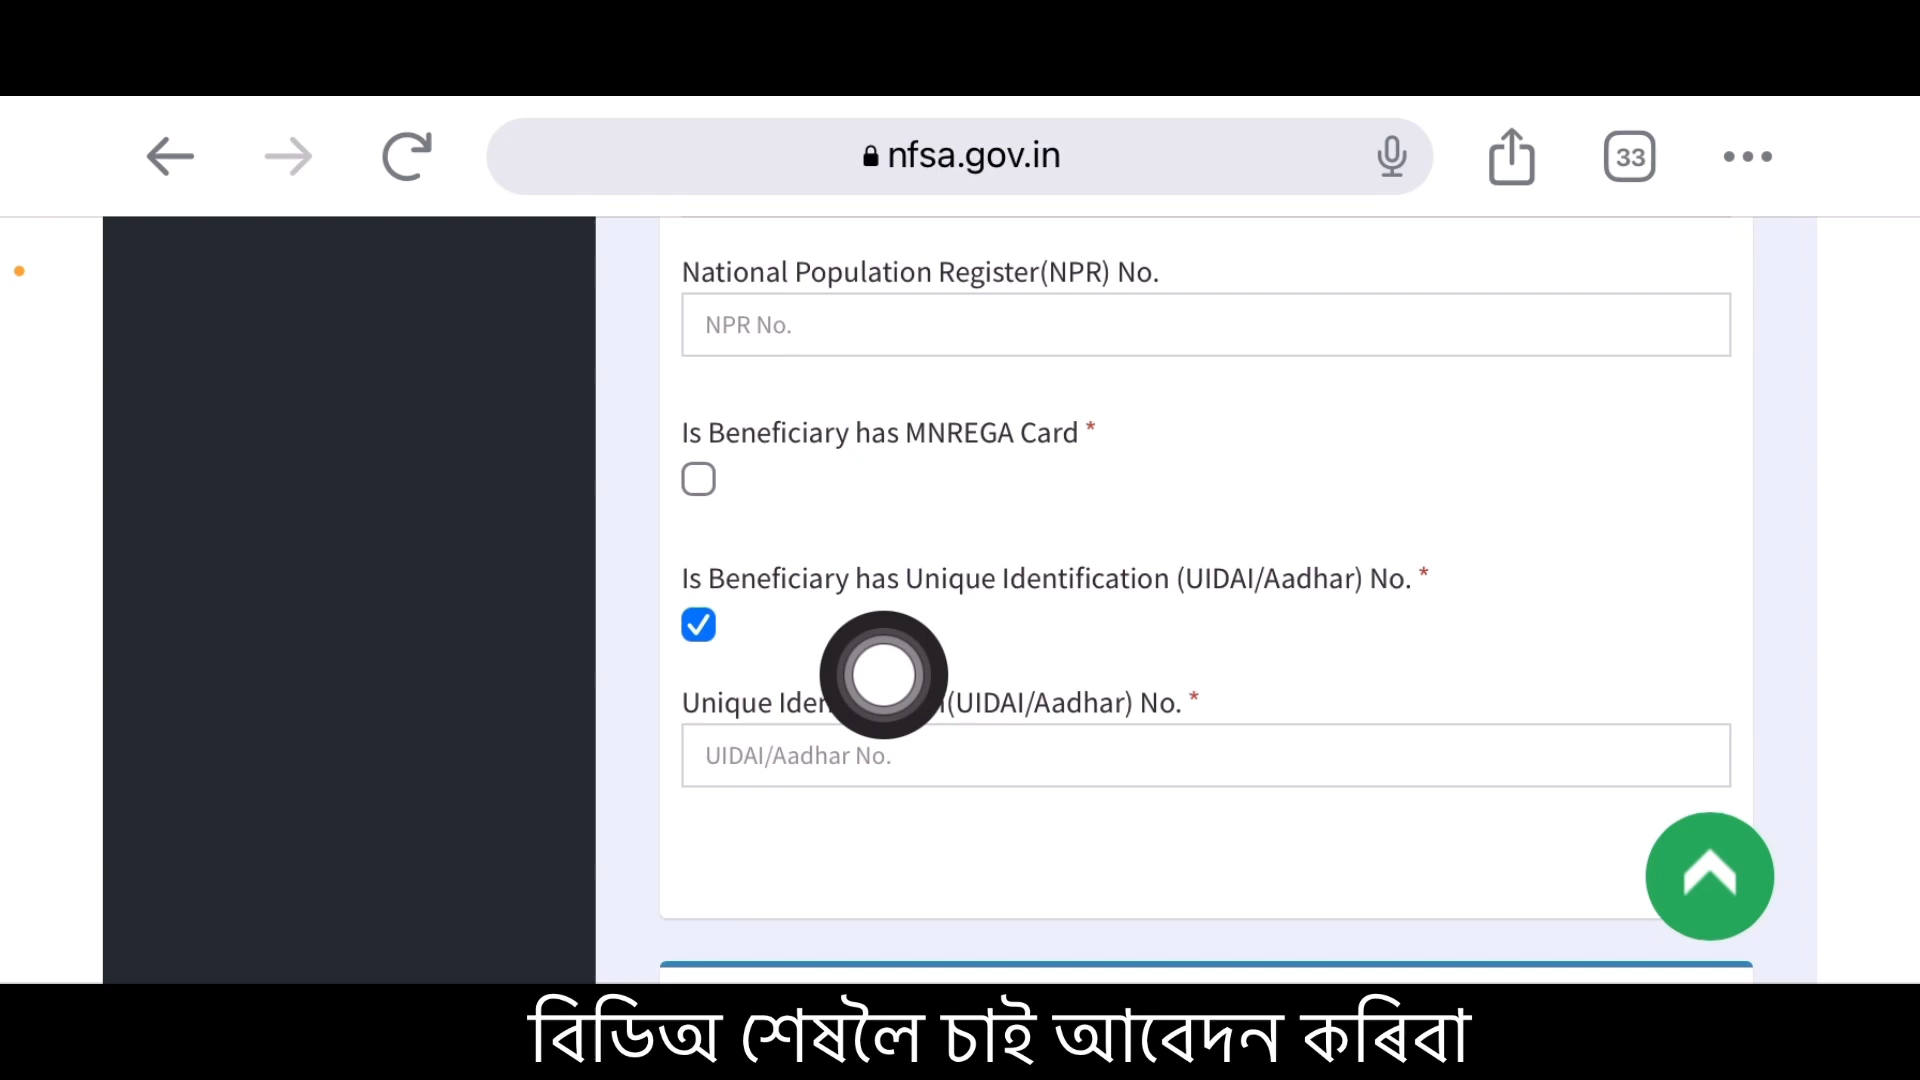 nfsa.gov.in
33
National Population Register(NPR) No.
NPR No.
Is Beneficiary has MNREGA Card *
Is Beneficiary has Unique Identification (UIDAI/Aadhar) No. *
Unique (UIDAI/Aadhar) No. *
UIDAI/Aadhar No.
বিডিঅ শেষলৈ চাই আবেদন কৰিবা